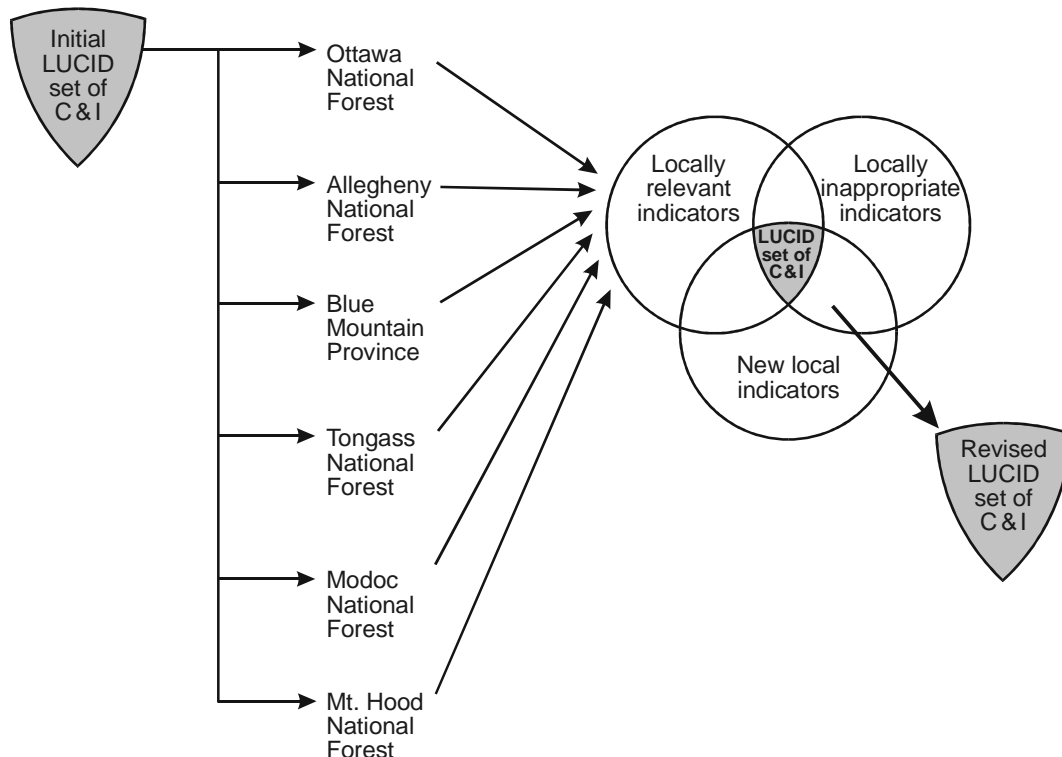 Initial
LUCID
set of
C & I
Ottawa
National
Forest
Allegheny
National
Forest
Blue
Mountain
Province
Tongass
National
Forest
Modoc
National
Forest
Mt. Hood
National
Forest
Locally
relevant
indicators
Locally
inappropriate
indicators
LUCID
set of
C & I
New local
indicators
Revised
LUCID
set of
C & I